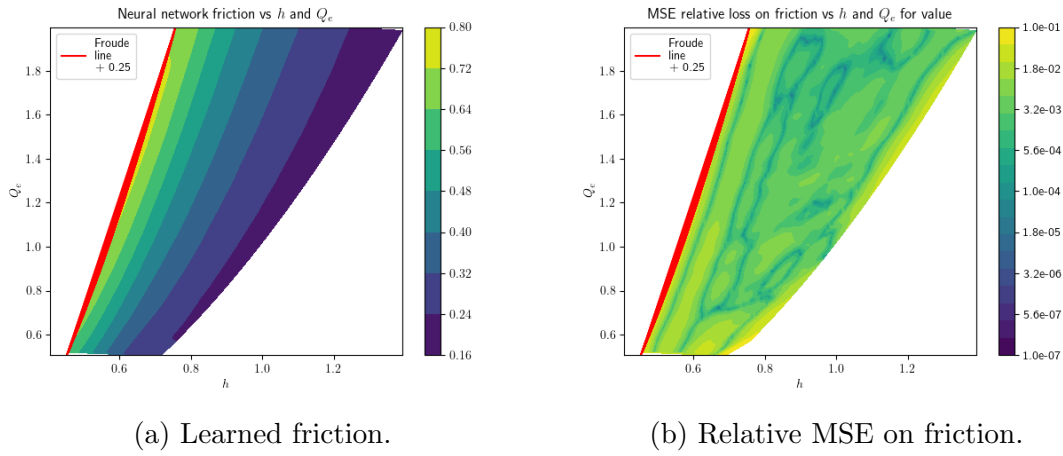 Neural network friction vs h and Q_e
Froude
line
+ 0.25
Q_e
1.8
1.6
1.4
1.2
1.0
0.8
0.6
0.6
0.8
1.0
1.2
h
0.80
0.72
0.64
0.56
0.48
0.40
0.32
0.24
0.16
MSE relative loss on friction vs h and Q_e for value
Froude
line
+ 0.25
Q_e
1.8
1.6
1.4
1.2
1.0
0.8
0.6
0.6
0.8
1.0
1.2
h
1.0e-01
1.8e-02
3.2e-03
5.6e-04
1.0e-04
1.8e-05
3.2e-06
5.6e-07
1.0e-07
(a) Learned friction.
(b) Relative MSE on friction.